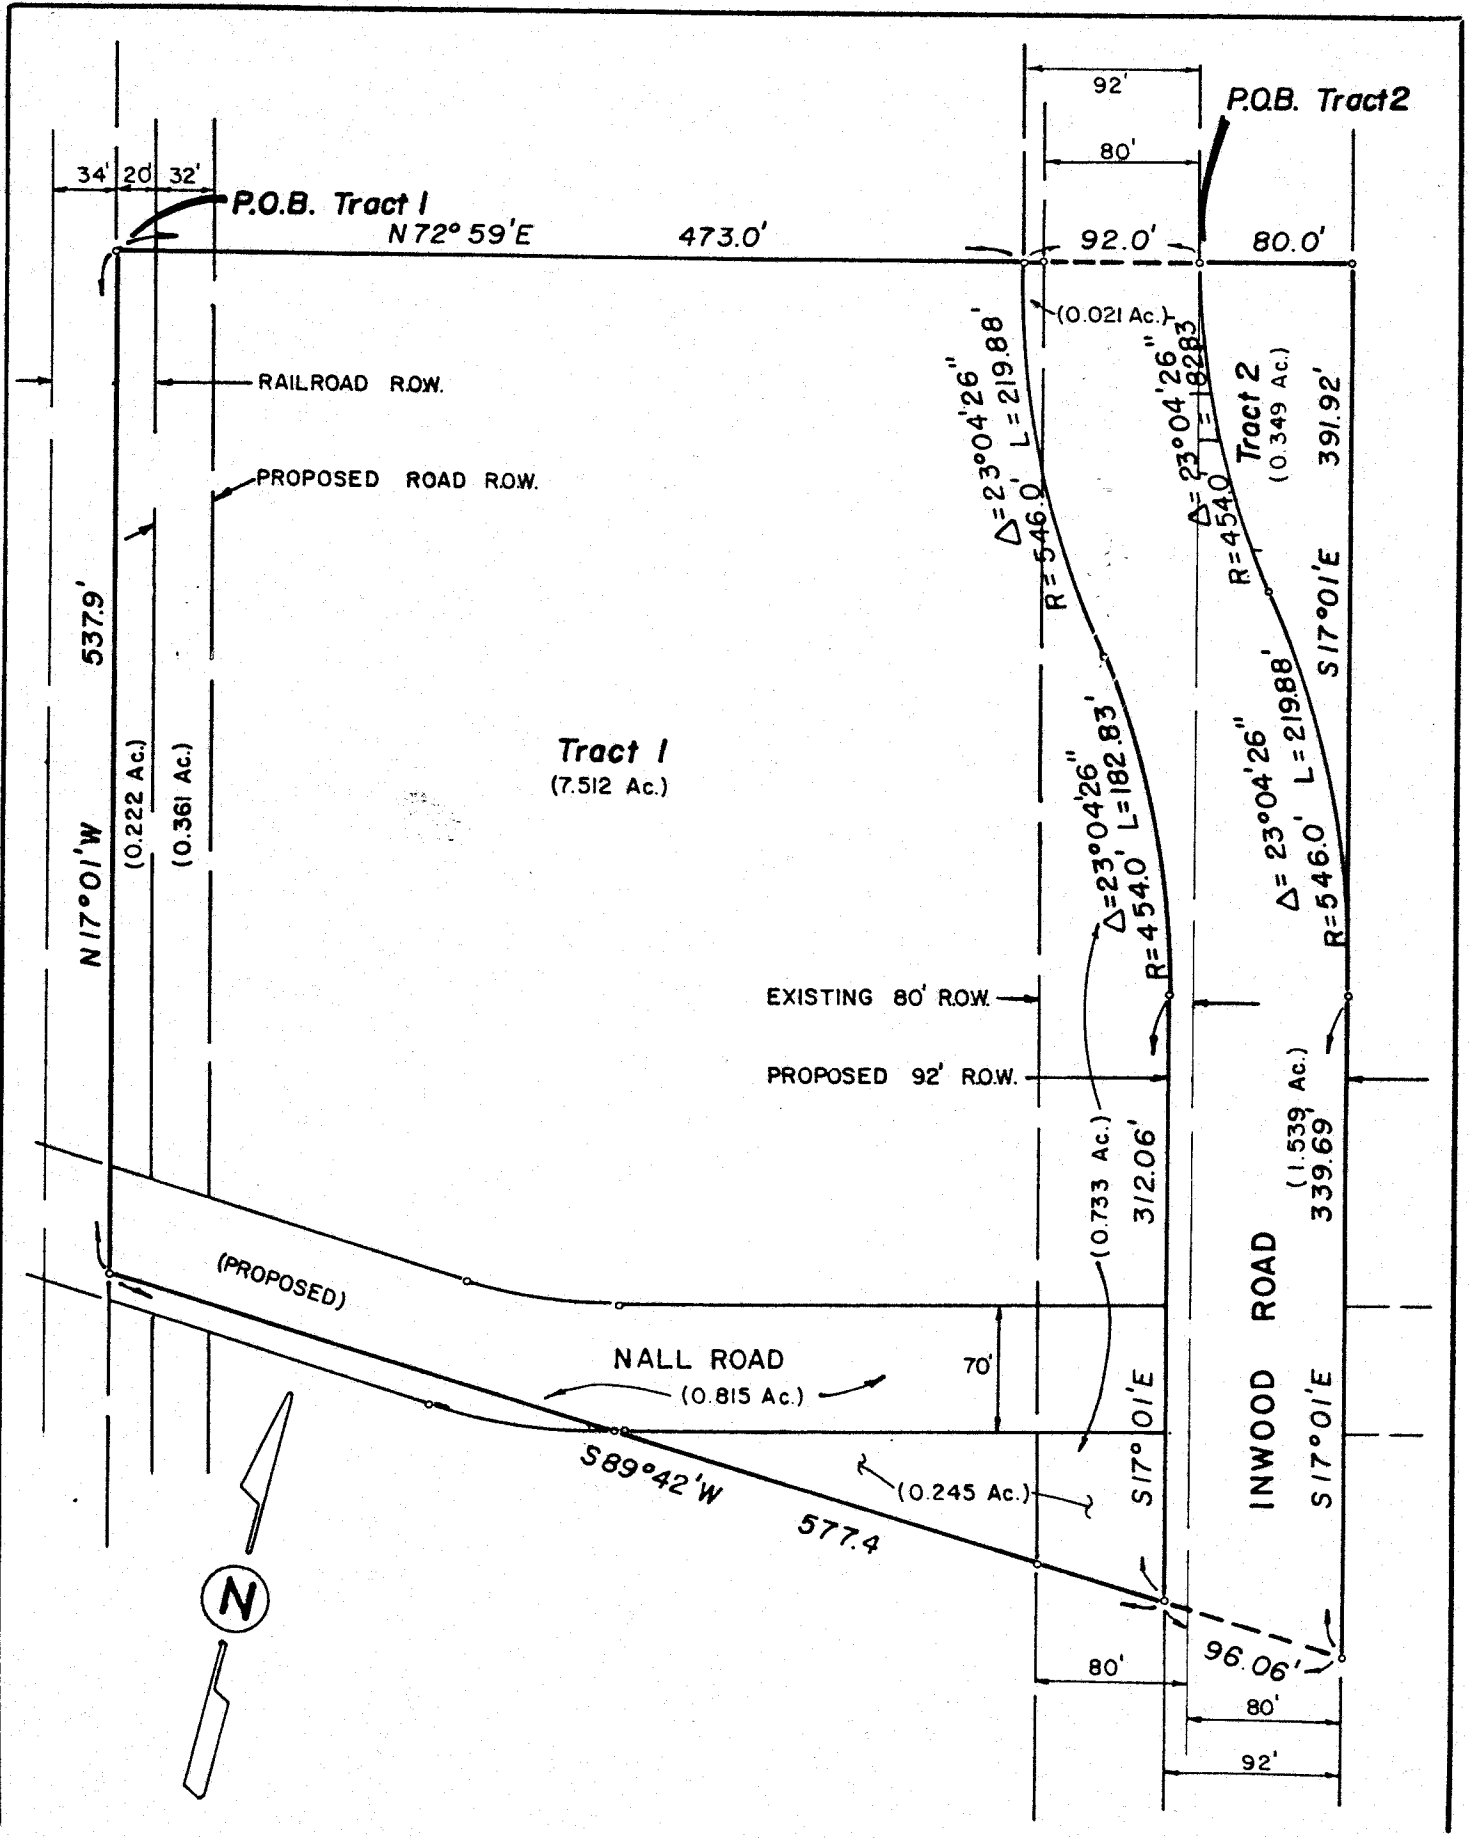 92'
P.O.B. Tract 2
80'
34' 20' 32'
P.O.B. Tract 1
N 72° 59' E 473.0' 92.0' 80.0'
(0.021 Ac.)
Δ = 23° 04' 26" L = 219.88'
R = 546.0'
Δ = 23° 04' 26" L = 182.83
R = 454.0'
Tract 2
(0.349 Ac.)
391.92'
S 17° 01' E
RAILROAD R.O.W.
PROPOSED ROAD R.O.W.
537.9'
N 17° 01' W
(0.222 Ac.)
(0.361 Ac.)
Tract 1
(7.512 Ac.)
Δ = 23° 04' 26"
R = 454.0' L = 182.83'
Δ = 23° 04' 26" L = 219.88'
R = 546.0'
EXISTING 80' R.O.W.
PROPOSED 92' R.O.W.
(0.733 Ac.)
312.06'
S 17° 01' E
(1.539 Ac.)
339.69'
S 17° 01' E
INWOOD ROAD
(PROPOSED)
NALL ROAD
(0.815 Ac.)
70'
S 89° 42' W
577.4
(0.245 Ac.)
N
96.06'
80'
80'
92'